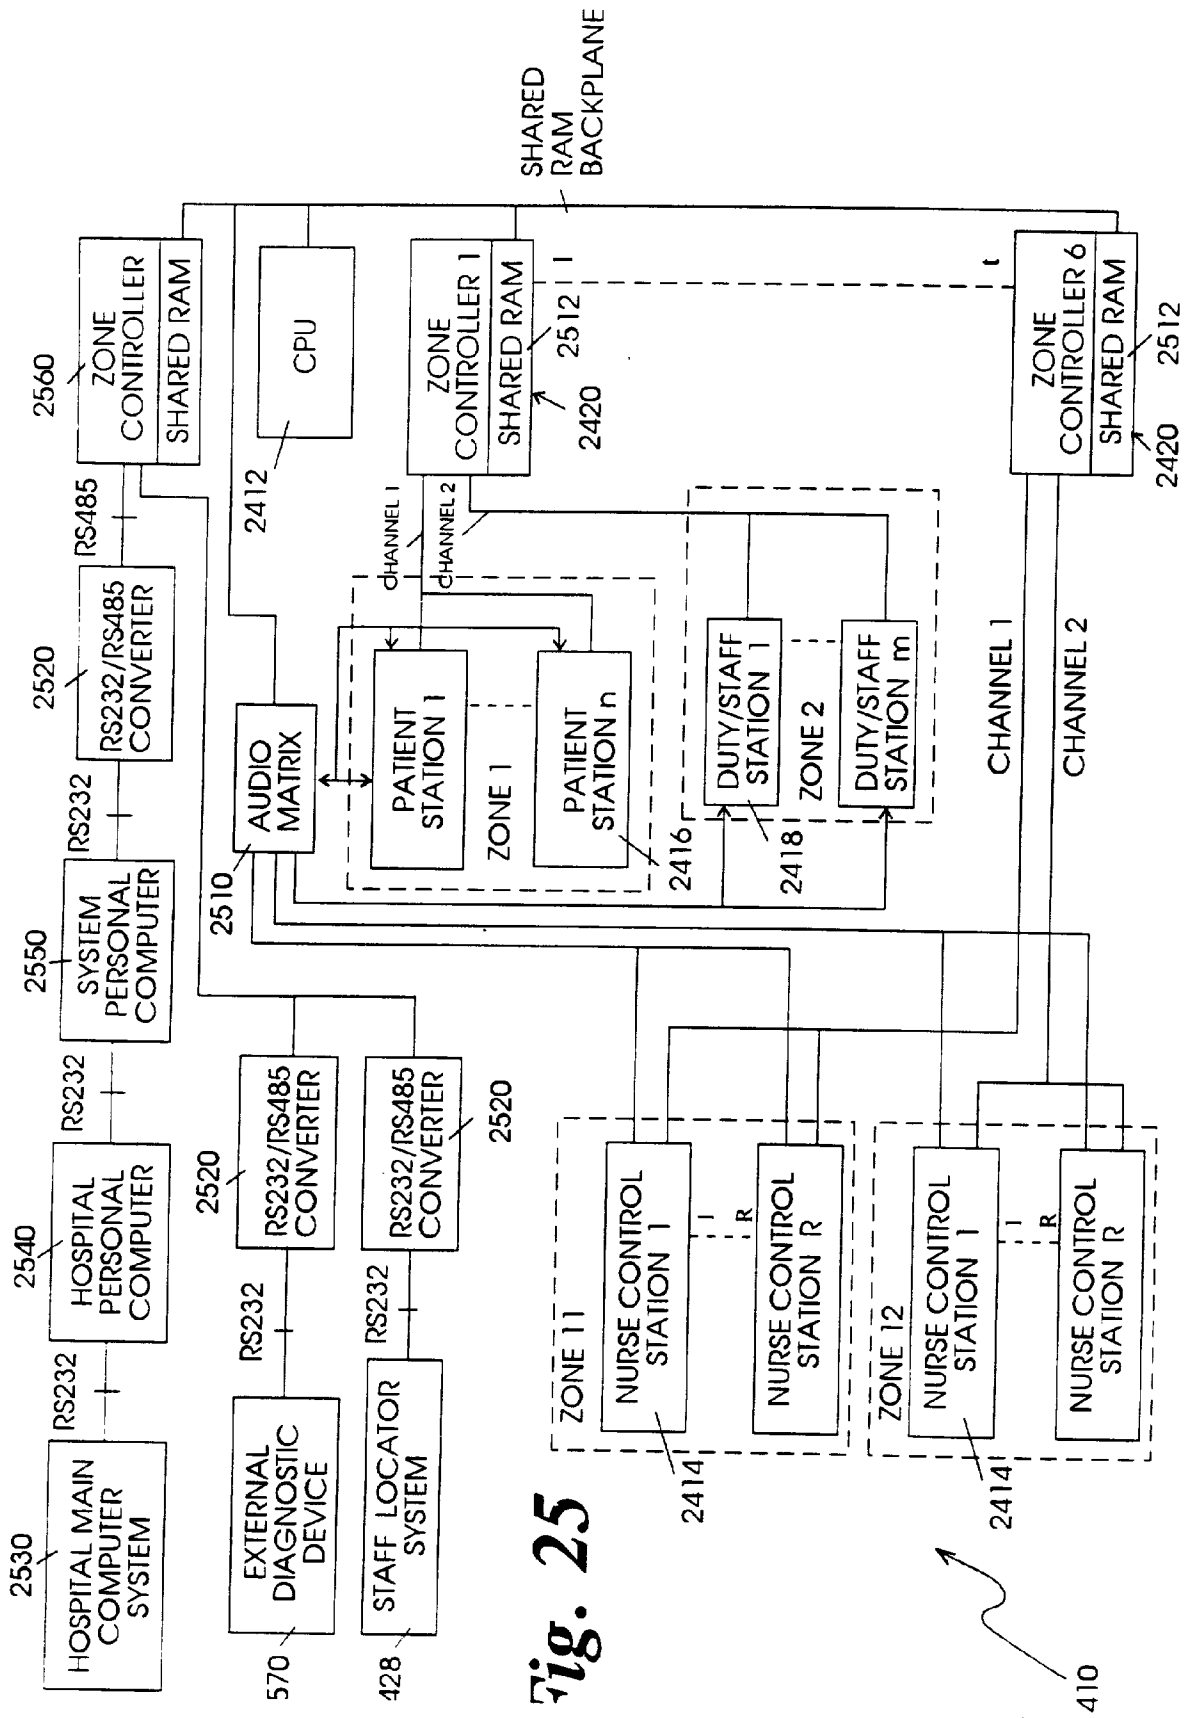 2530
HOSPITAL MAIN
COMPUTER
SYSTEM
RS232
2540
HOSPITAL
PERSONAL
COMPUTER
RS232
2550
SYSTEM
PERSONAL
COMPUTER
RS232
2520
RS232/RS485
CONVERTER
RS485
2560
ZONE
CONTROLLER
SHARED RAM
570
EXTERNAL
DIAGNOSTIC
DEVICE
RS232
2520
RS232/RS485
CONVERTER
428
STAFF LOCATOR
SYSTEM
RS232
2520
RS232/RS485
CONVERTER
2510
AUDIO
MATRIX
2412
CPU
PATIENT
STATION 1
ZONE 1
PATIENT
STATION n
2416
CHANNEL 1
CHANNEL 2
ZONE
CONTROLLER 1
SHARED RAM
2512
2420
SHARED
RAM
BACKPLANE
1
t
DUTY/STAFF
STATION 1
2418
ZONE 2
DUTY/STAFF
STATION m
Fig. 25
ZONE 11
NURSE CONTROL
STATION 1
1
R
NURSE CONTROL
STATION R
2414
ZONE 12
NURSE CONTROL
STATION 1
1
R
NURSE CONTROL
STATION R
2414
CHANNEL 1
CHANNEL 2
ZONE
CONTROLLER 6
SHARED RAM
2512
2420
410